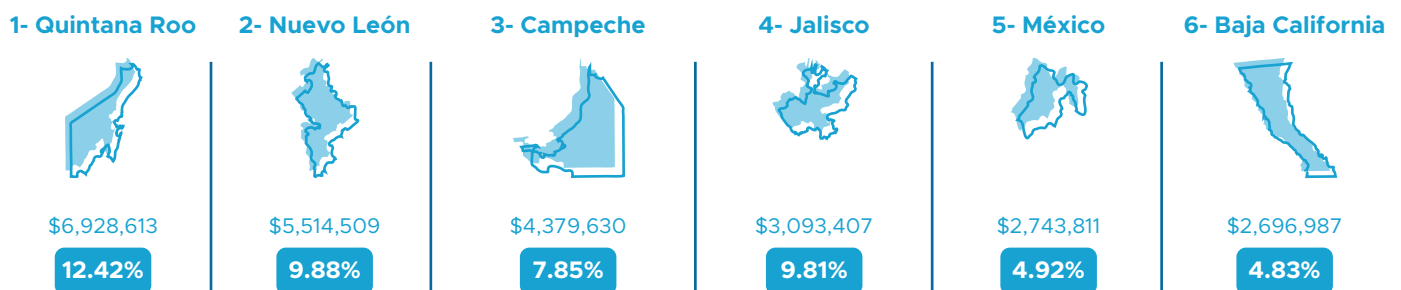 1- Quintana Roo
2- Nuevo León
3- Campeche
4- Jalisco
5- México
6- Baja California
$6,928,613
$5,514,509
$4,379,630
$3,093,407
$2,743,811
$2,696,987
12.42%
9.88%
7.85%
9.81%
4.92%
4.83%